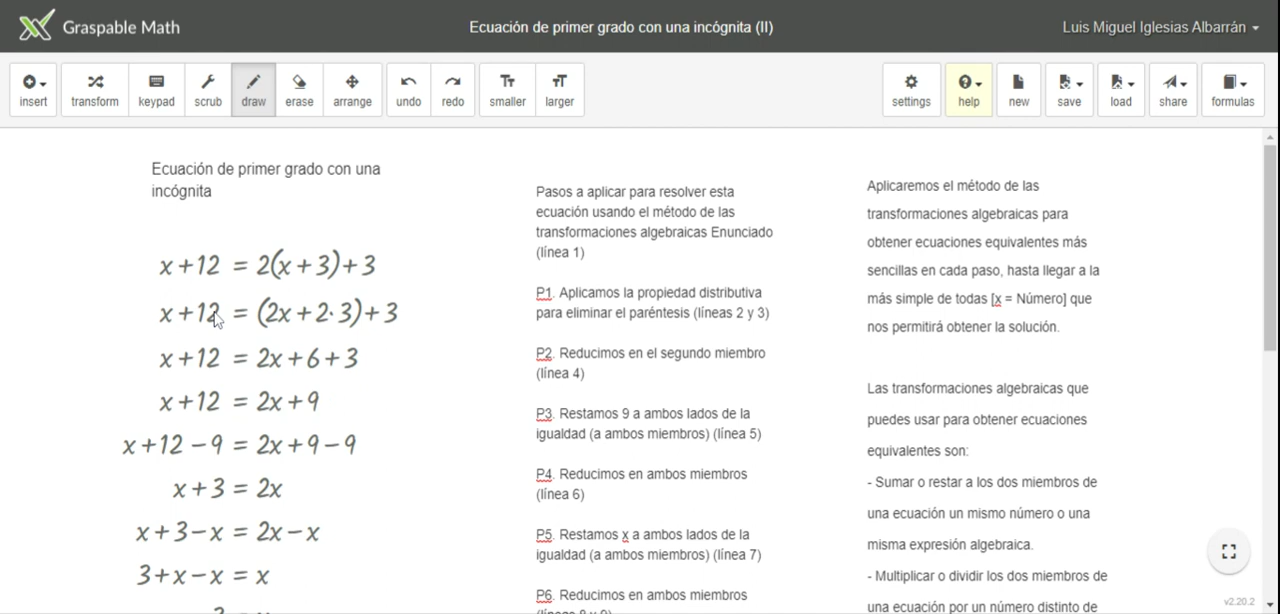 Graspable Math
Ecuación de primer grado con una incógnita (II)
Luis Miguel Iglesias Albarrán
insert
transform
keypad
scrub
draw
erase
arrange
undo
redo
smaller
larger
settings
help
new
save
load
share
formulas
Ecuación de primer grado con una
incógnita
x+12 = 2(x+3)+3
x+12 = (2x+2·3)+3
x+12 = 2x+6+3
x+12 = 2x+9
x+12-9 = 2x+9-9
x+3 = 2x
x+3-x = 2x-x
3+x-x = x
Pasos a aplicar para resolver esta
ecuación usando el método de las
transformaciones algebraicas Enunciado
(línea 1)
P1. Aplicamos la propiedad distributiva
para eliminar el paréntesis (líneas 2 y 3)
P2. Reducimos en el segundo miembro
(línea 4)
P3. Restamos 9 a ambos lados de la
igualdad (a ambos miembros) (línea 5)
P4. Reducimos en ambos miembros
(línea 6)
P5. Restamos x a ambos lados de la
igualdad (a ambos miembros) (línea 7)
P6. Reducimos en ambos miembros
Aplicaremos el método de las
transformaciones algebraicas para
obtener ecuaciones equivalentes más
sencillas en cada paso, hasta llegar a la
más simple de todas [x = Número] que
nos permitirá obtener la solución.
Las transformaciones algebraicas que
puedes usar para obtener ecuaciones
equivalentes son:
- Sumar o restar a los dos miembros de
una ecuación un mismo número o una
misma expresión algebraica.
- Multiplicar o dividir los dos miembros de
una ecuación por un número distinto de
v2.20.2